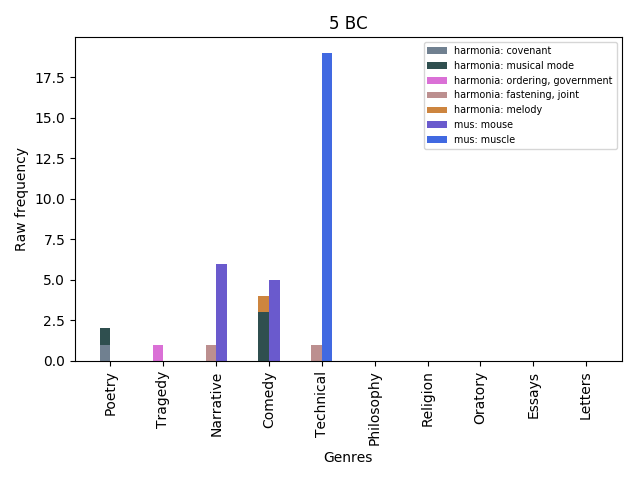 5 BC
harmonia: covenant
harmonia: musical mode
harmonia: ordering, government
harmonia: fastening, joint
harmonia: melody
mus: mouse
mus: muscle
Raw frequency
17.5
15.0
12.5
10.0
7.5
5.0
2.5
0.0
Poetry
Tragedy
Narrative
Comedy
Technical
Philosophy
Religion
Oratory
Essays
Letters
Genres